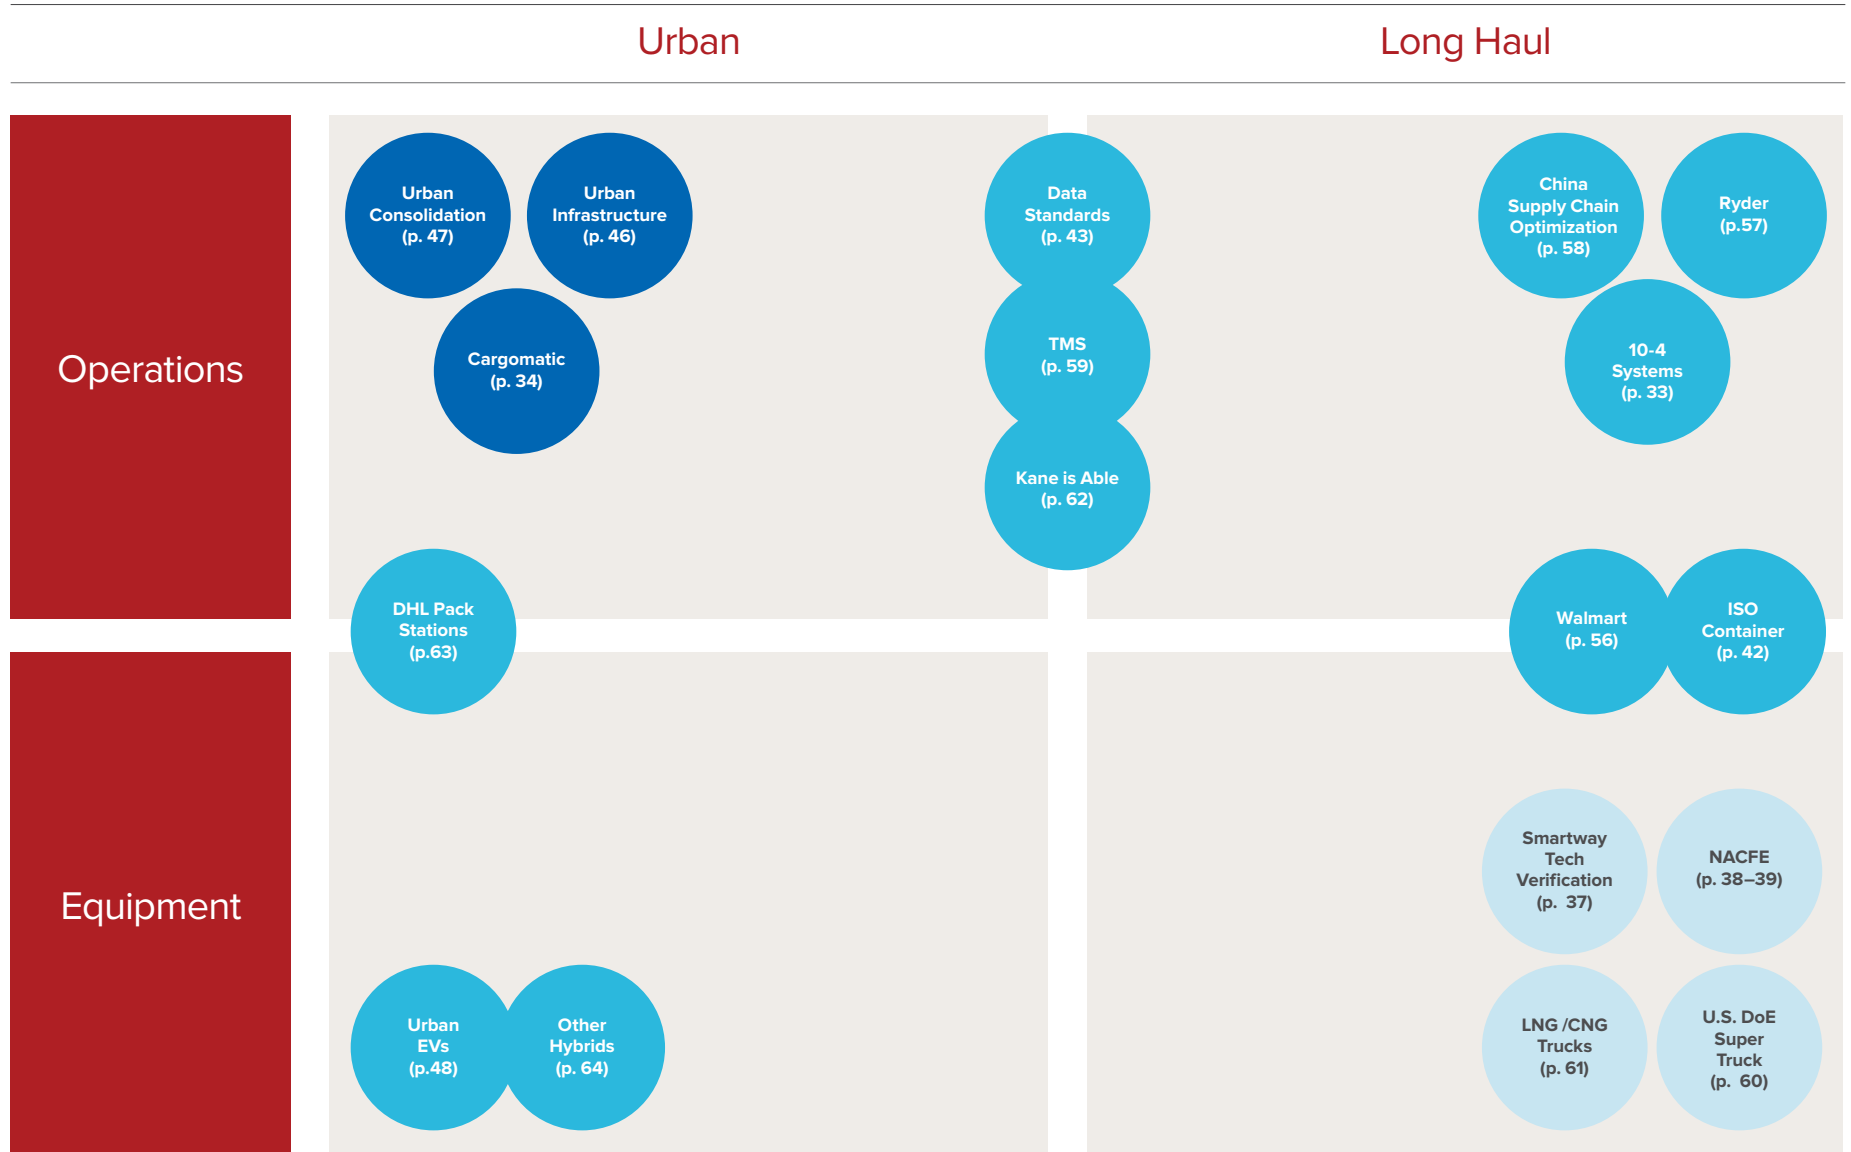 Urban
Long Haul
Operations
Urban
Consolidation
(p. 47)
Urban
Infrastructure
(p. 46)
Cargomatic
(p. 34)
Data
Standards
(p. 43)
TMS
(p. 59)
Kane is Able
(p. 62)
China
Supply Chain
Optimization
(p. 58)
Ryder
(p.57)
10-4
Systems
(p. 33)
DHL Pack
Stations
(p.63)
Walmart
(p. 56)
ISO
Container
(p. 42)
Equipment
Urban
EVs
(p.48)
Other
Hybrids
(p. 64)
Smartway
Tech
Verification
(p.  37)
NACFE
(p. 38–39)
LNG /CNG
Trucks
(p. 61)
U.S. DoE
Super
Truck
(p.  60)